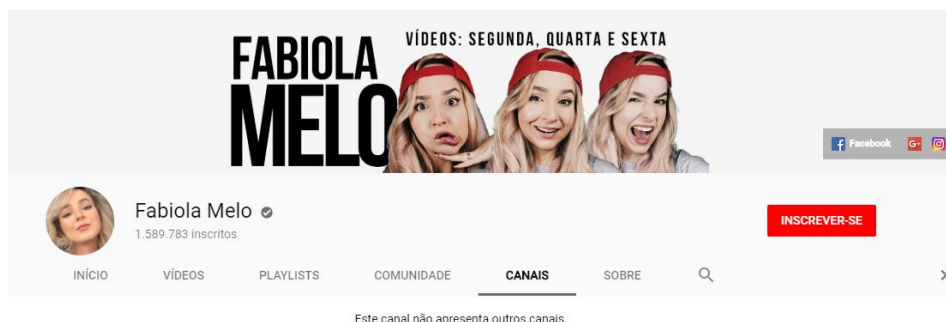 VÍDEOS: SEGUNDA, QUARTA E SEXTA
FABIOLA
MELO
Facebook
G+
Fabiola Melo
1.589.783 inscritos
INSCREVER-SE
INÍCIO VÍDEOS PLAYLISTS COMUNIDADE CANAIS SOBRE
Este canal não apresenta outros canais.